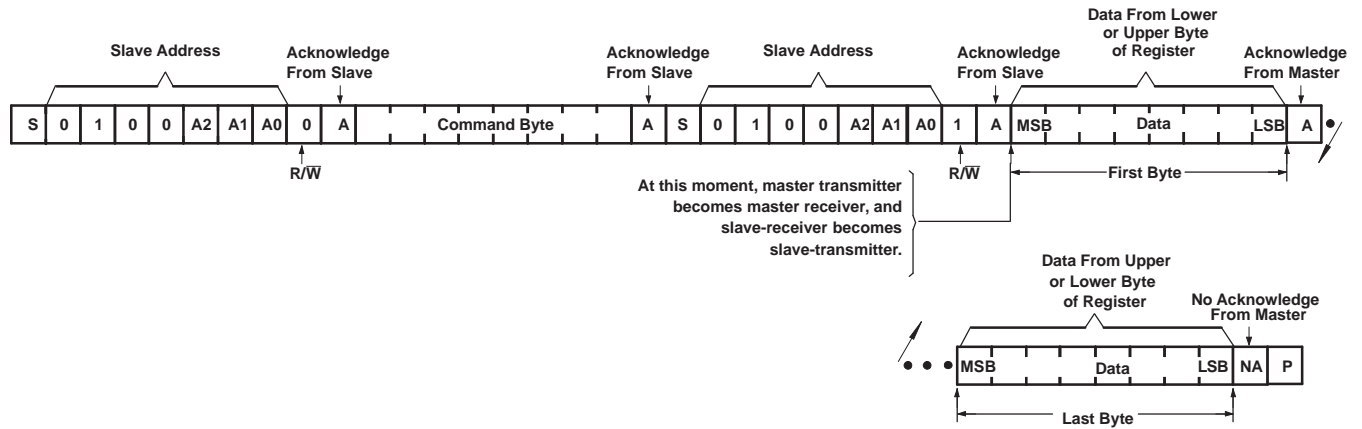 Slave Address
Acknowledge
From Slave
Acknowledge
From Slave
Slave Address
Acknowledge
From Slave
Data From Lower
or Upper Byte
of Register
Acknowledge
From Master
S 0 1 0 0 A2 A1 A0 0 A Command Byte A S 0 1 0 0 A2 A1 A0 1 A MSB Data LSB A
R/W̅
R/W̅
First Byte
At this moment, master transmitter
becomes master receiver, and
slave-receiver becomes
slave-transmitter.
Data From Upper
or Lower Byte
of Register
No Acknowledge
From Master
MSB Data LSB NA P
Last Byte